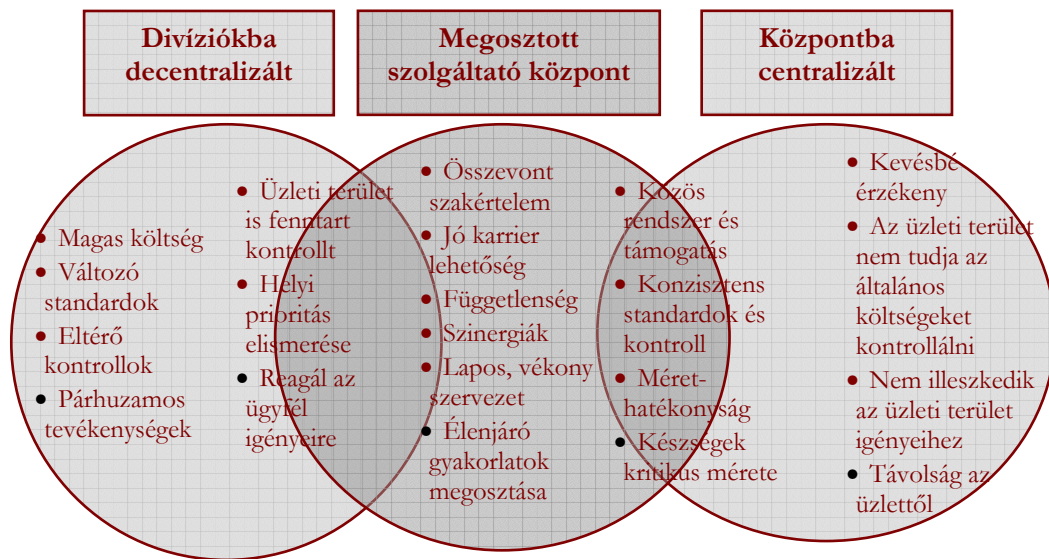 Divíziókba
decentralizált
Megosztott
szolgáltató központ
Központba
centralizált
• Magas költség
• Változó
standardok
• Eltérő
kontrollok
• Párhuzamos
tevékenységek
• Üzleti terület
is fenntart
kontrollt
• Helyi
prioritás
elismerése
• Reagál az
ügyfél
igényeire
• Összevont
szakértelem
• Jó karrier
lehetőség
• Függetlenség
• Szinergiák
• Lapos, vékony
szervezet
• Élenjáró
gyakorlatok
megosztása
• Közös
rendszer és
támogatás
• Konzisztens
standardok és
kontroll
• Méret-
hatékonyság
• Készségek
kritikus mérete
• Kevésbé
érzékeny
• Az üzleti terület
nem tudja az
általános
költségeket
kontrollálni
• Nem illeszkedik
az üzleti terület
igényeihez
• Távolság az
üzlettől